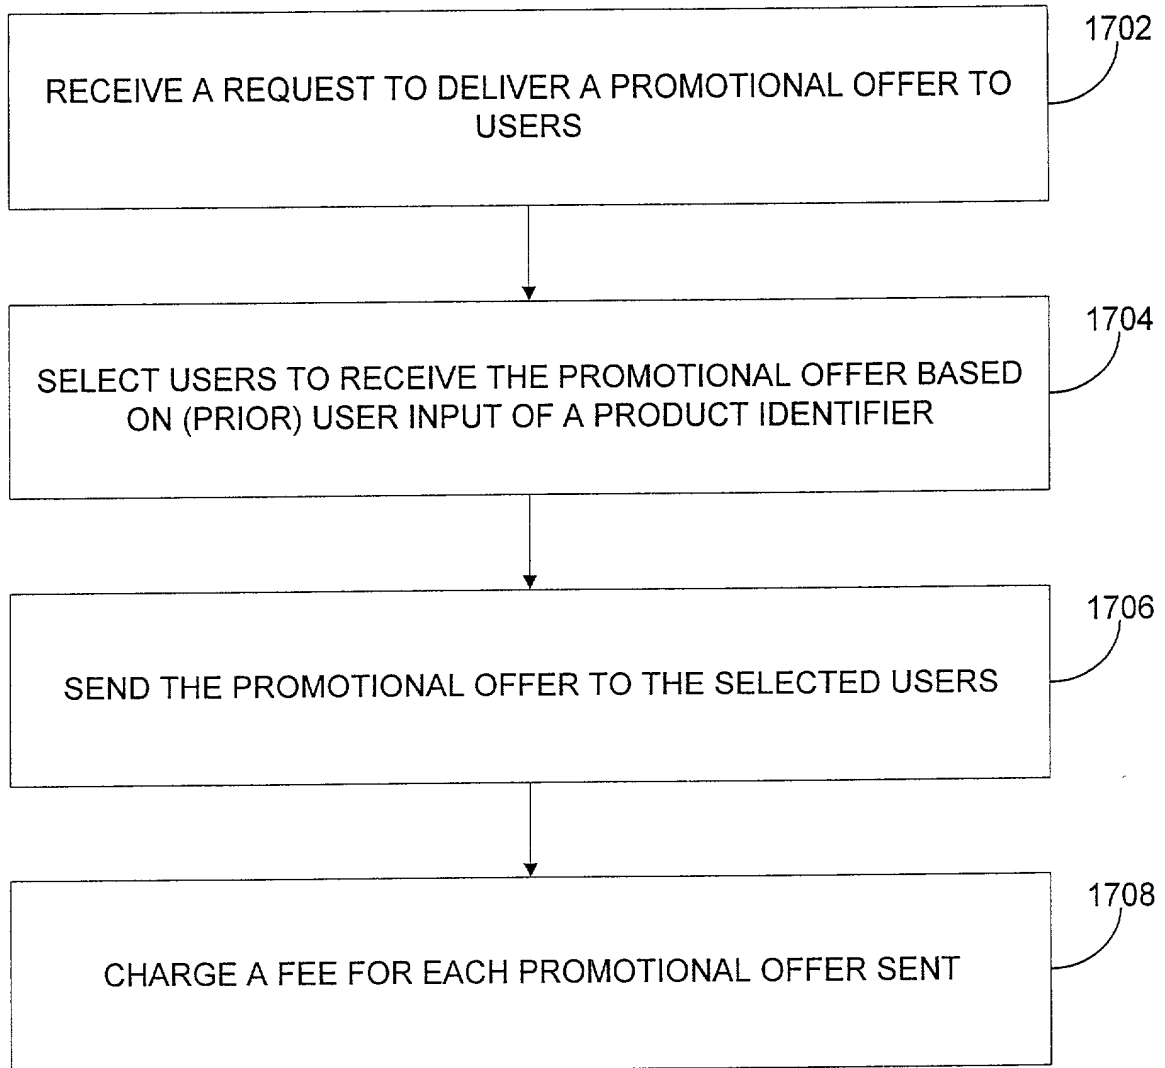 1702
RECEIVE A REQUEST TO DELIVER A PROMOTIONAL OFFER TO
USERS
1704
SELECT USERS TO RECEIVE THE PROMOTIONAL OFFER BASED
ON (PRIOR) USER INPUT OF A PRODUCT IDENTIFIER
1706
SEND THE PROMOTIONAL OFFER TO THE SELECTED USERS
1708
CHARGE A FEE FOR EACH PROMOTIONAL OFFER SENT